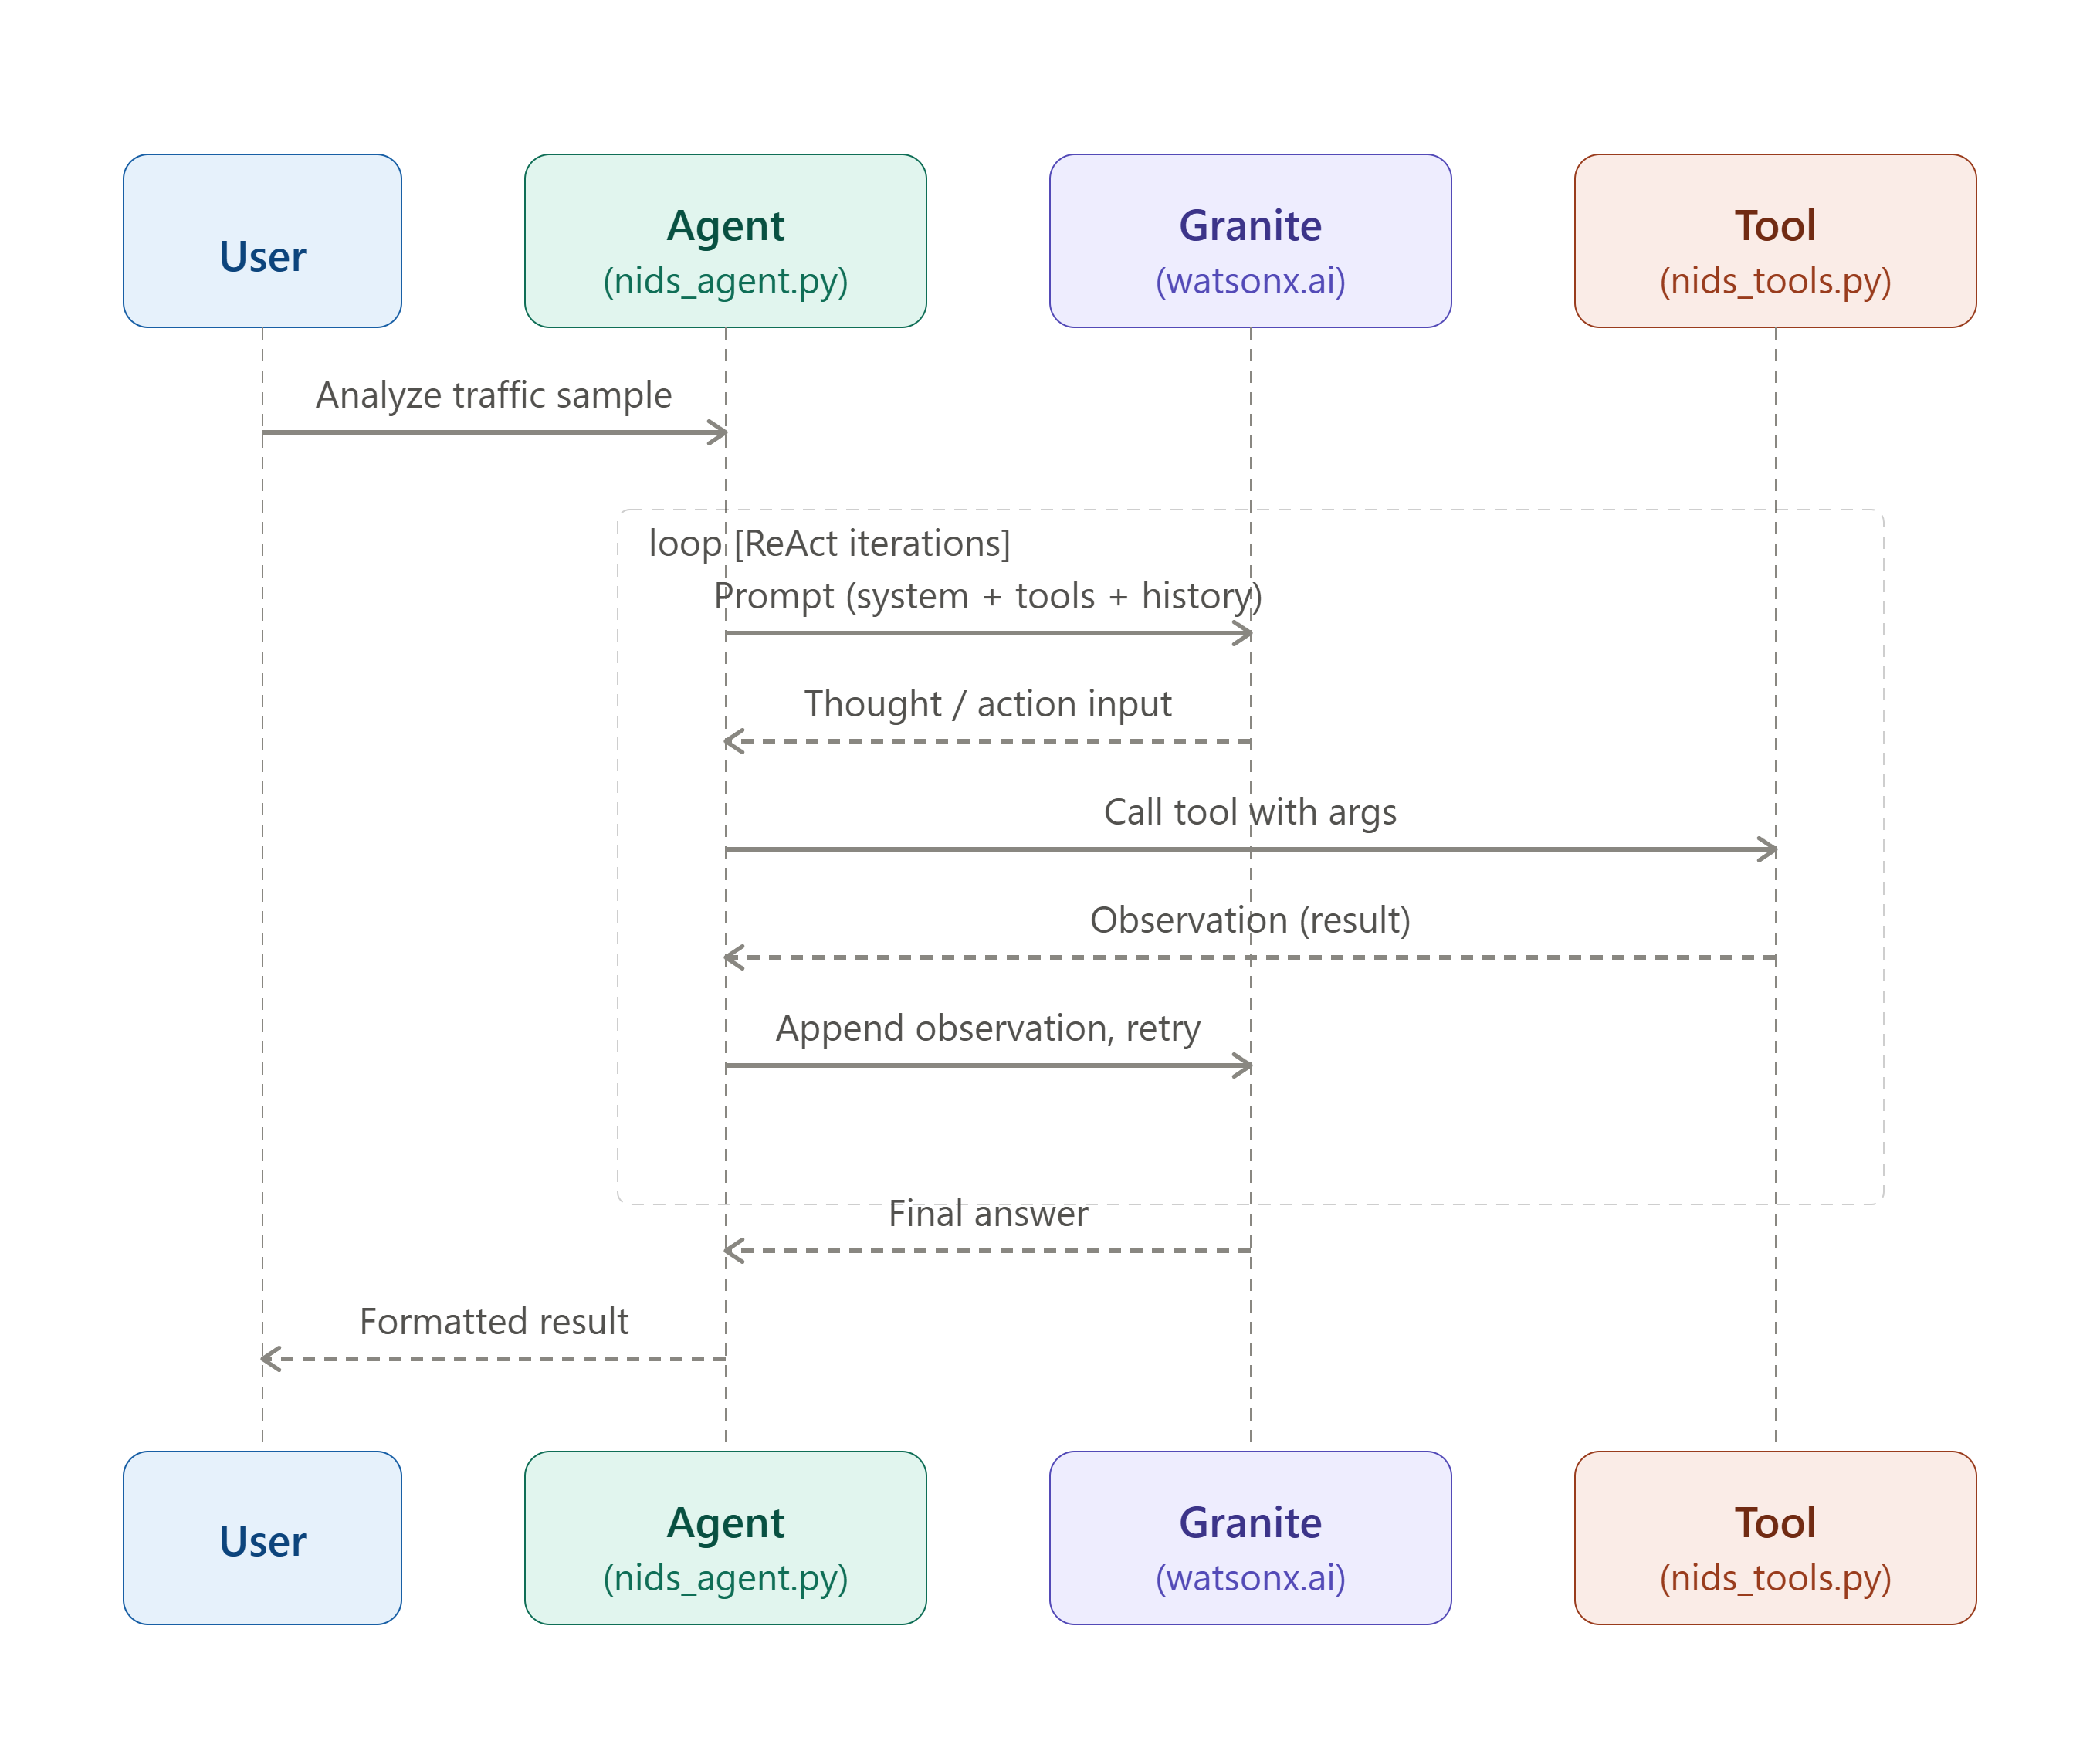 User
Agent
(nids_agent.py)
Granite
(watsonx.ai)
Tool
(nids_tools.py)
Analyze traffic sample
loop [ReAct iterations]
Prompt (system + tools + history)
Thought / action input
Call tool with args
Observation (result)
Append observation, retry
Final answer
Formatted result
User
Agent
(nids_agent.py)
Granite
(watsonx.ai)
Tool
(nids_tools.py)